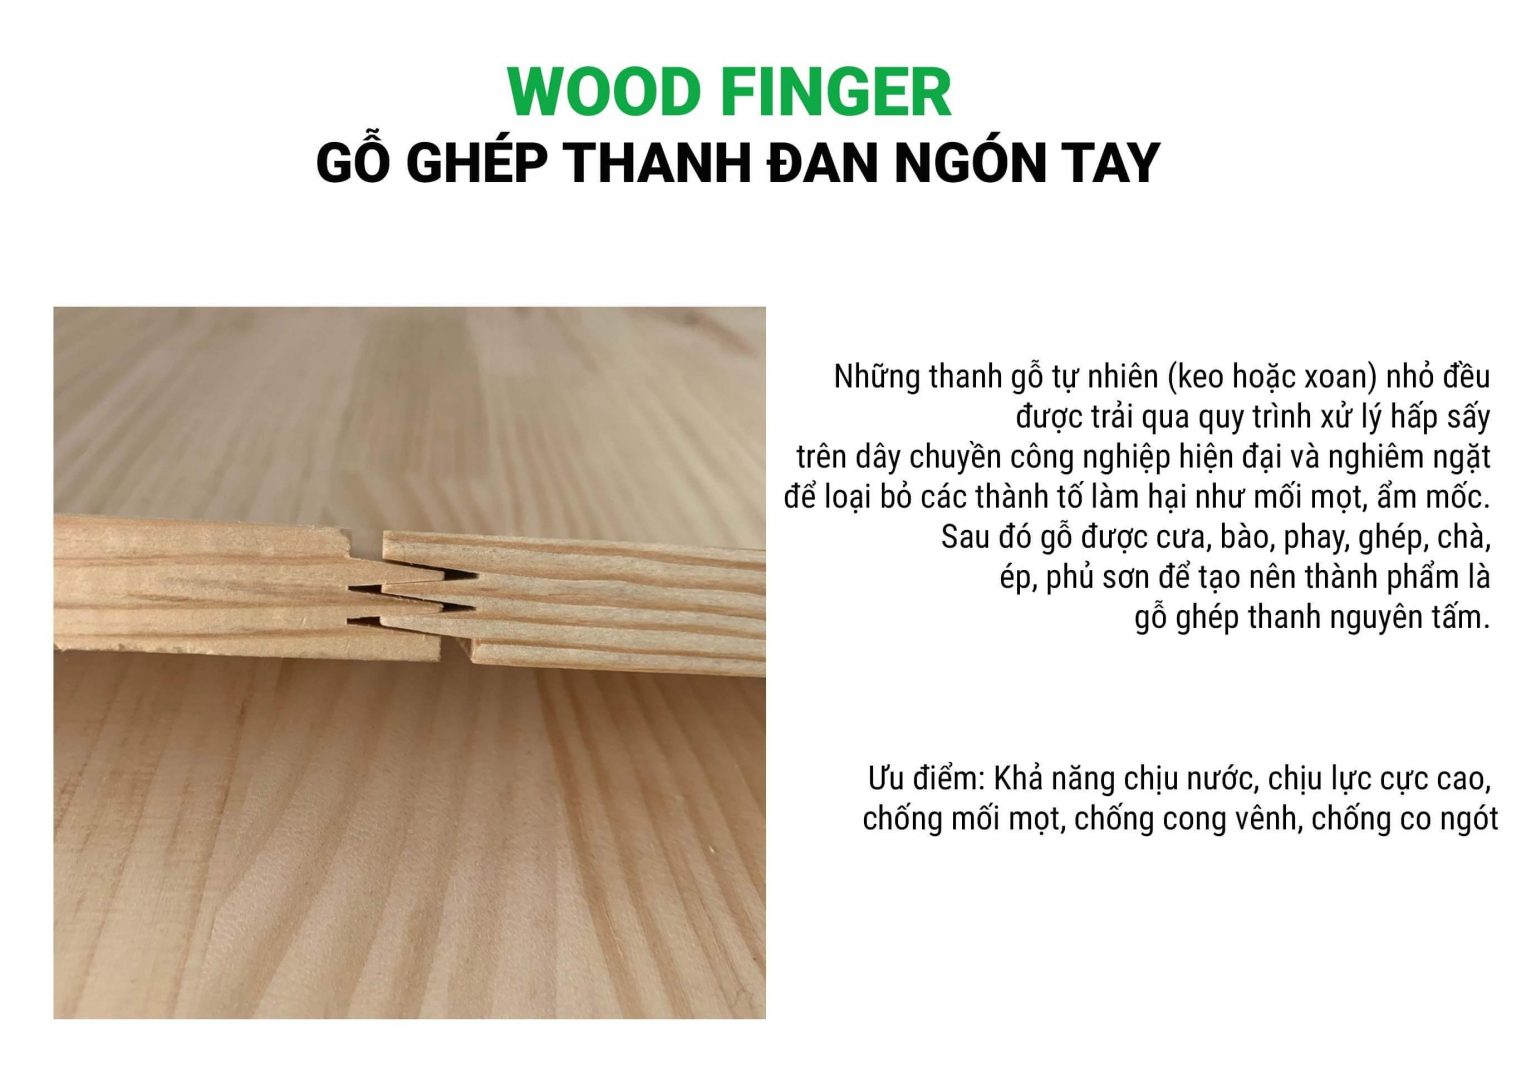 WOOD FINGER
GỖ GHÉP THANH ĐAN NGÓN TAY
Những thanh gỗ tự nhiên (keo hoặc xoan) nhỏ đều
được trải qua quy trình xử lý hấp sấy
trên dây chuyền công nghiệp hiện đại và nghiêm ngặt
để loại bỏ các thành tố làm hại như mối mọt, ẩm mốc.
Sau đó gỗ được cưa, bào, phay, ghép, chà,
ép, phủ sơn để tạo nên thành phẩm là
gỗ ghép thanh nguyên tấm.
Ưu điểm: Khả năng chịu nước, chịu lực cực cao,
chống mối mọt, chống cong vênh, chống co ngót